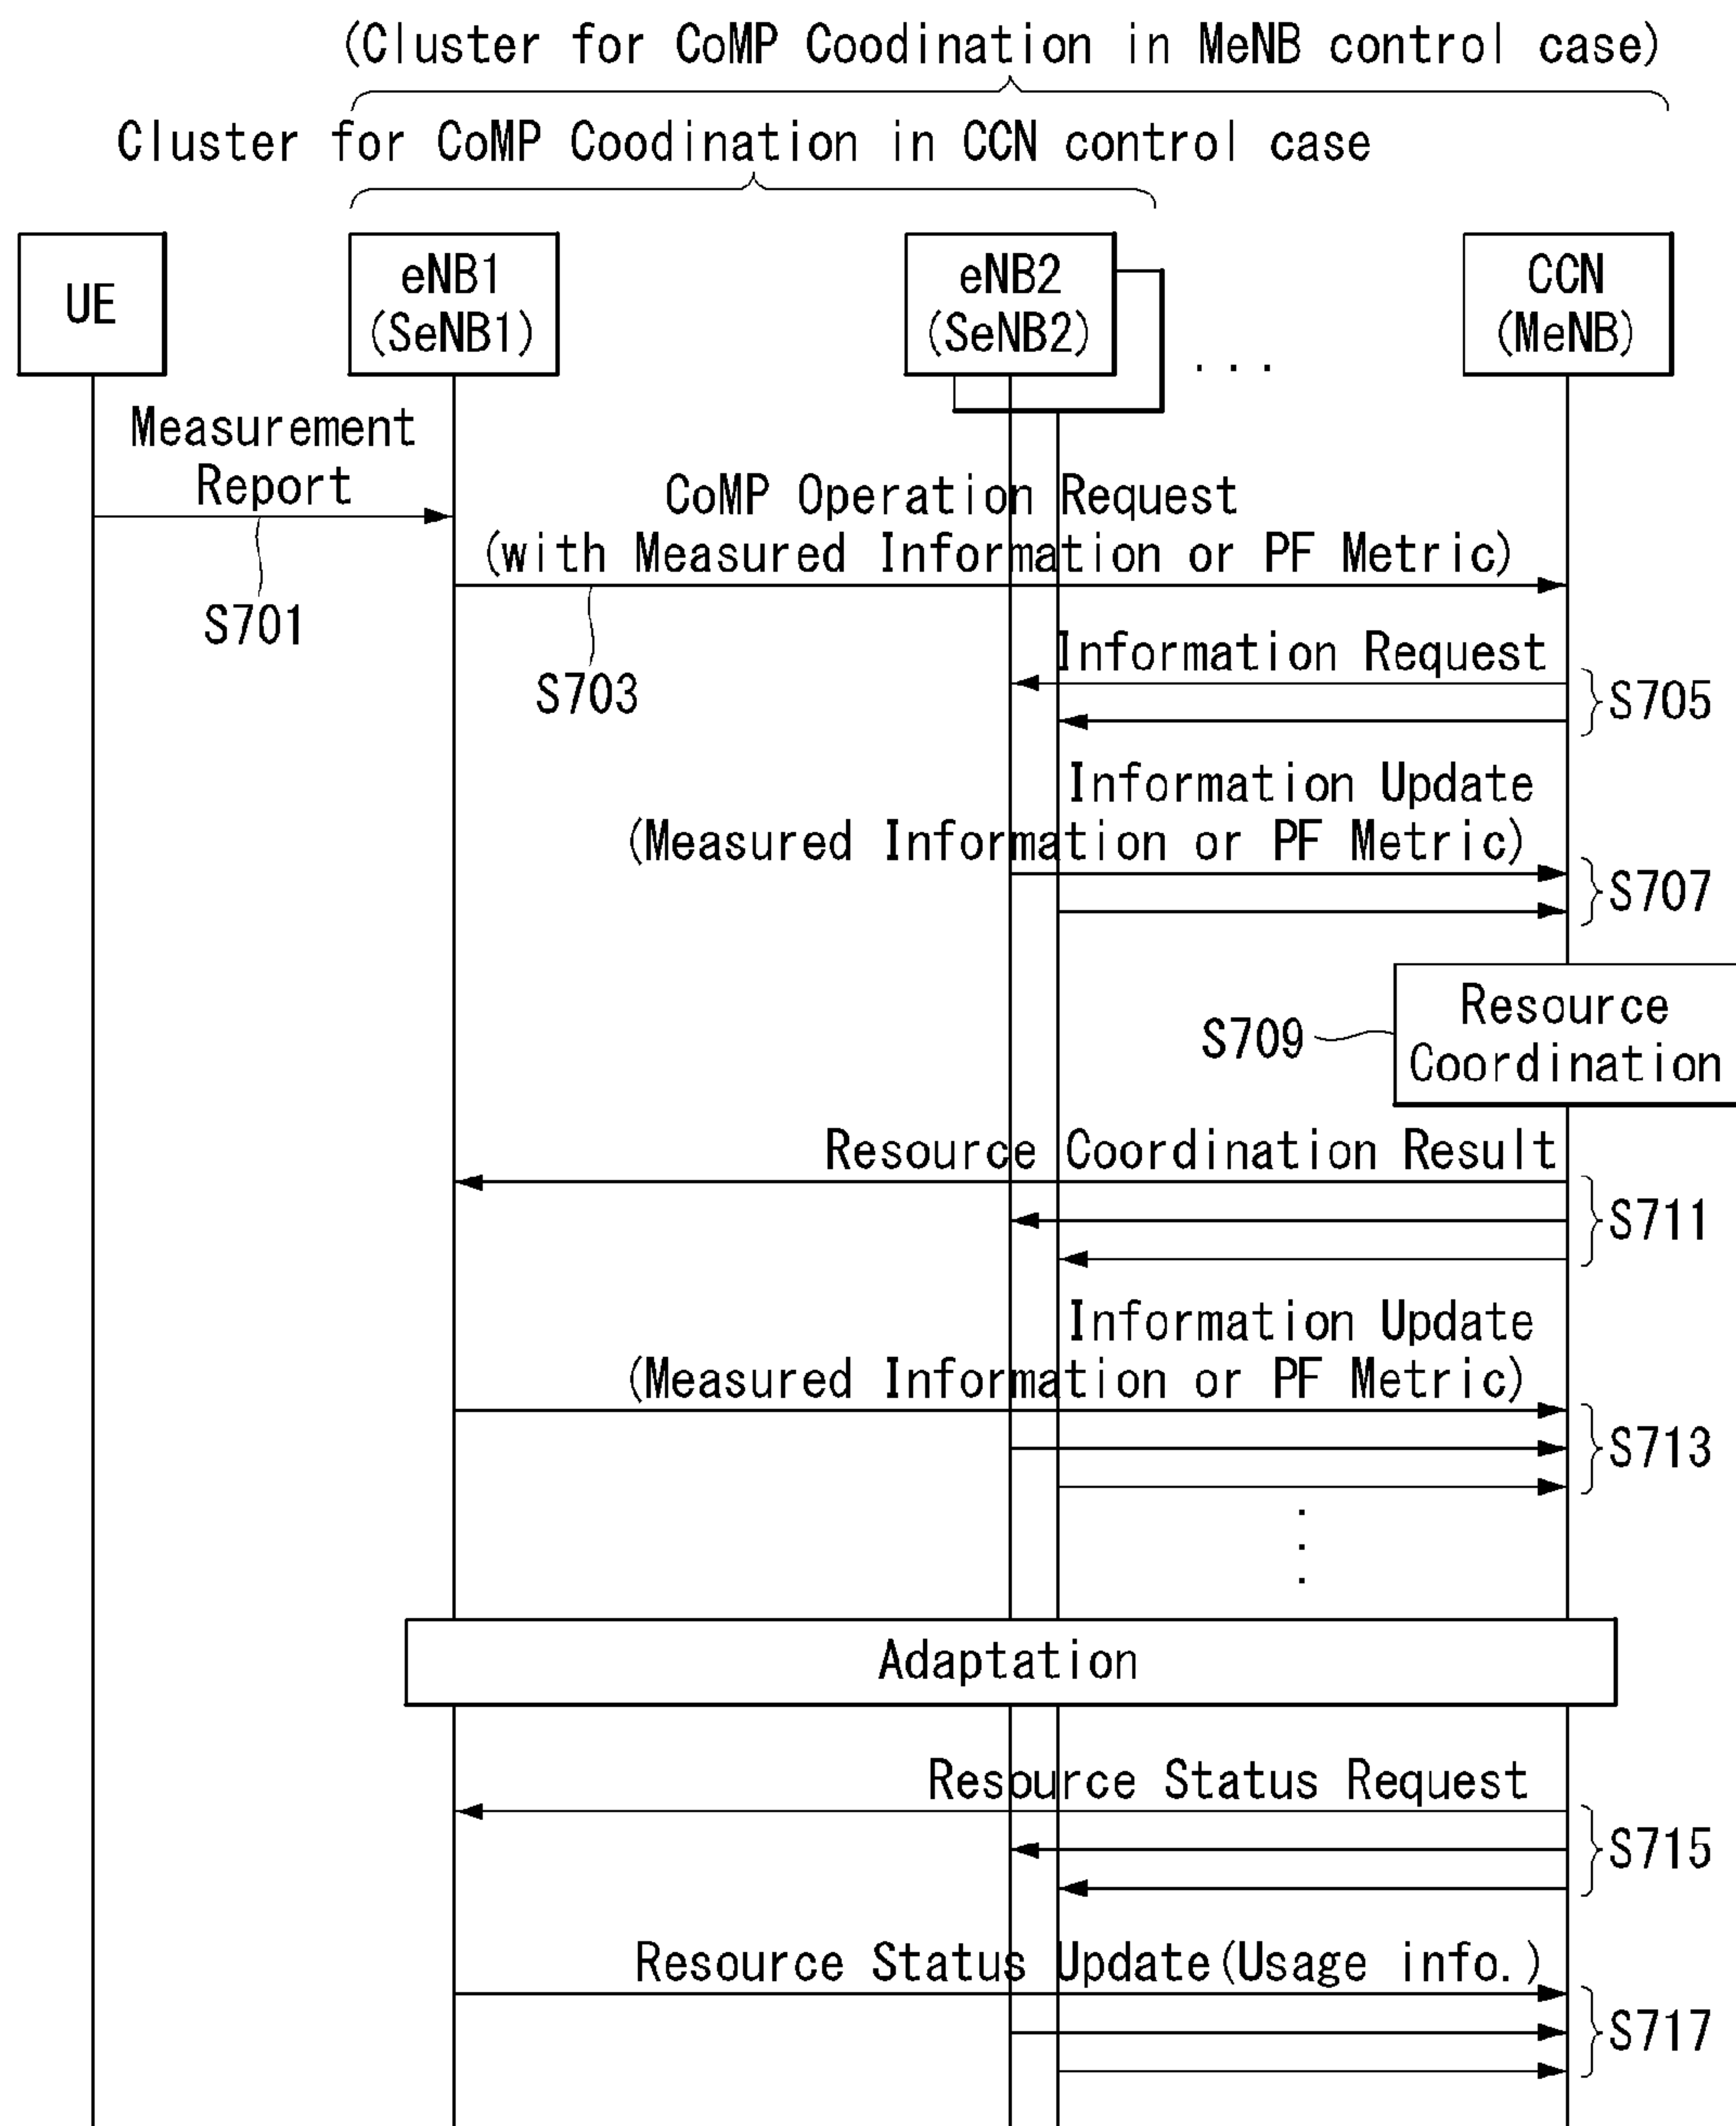 (Cluster for CoMP Coodination in MeNB control case)
Cluster for CoMP Coodination in CCN control case
UE
eNB1
(SeNB1)
eNB2
(SeNB2)
...
CCN
(MeNB)
Measurement
Report
S701
CoMP Operation Request
(with Measured Information or PF Metric)
S703
Information Request
S705
Information Update
(Measured Information or PF Metric)
S707
Resource
Coordination
S709
Resource Coordination Result
S711
Information Update
(Measured Information or PF Metric)
S713
Adaptation
Resource Status Request
S715
Resource Status Update(Usage info.)
S717